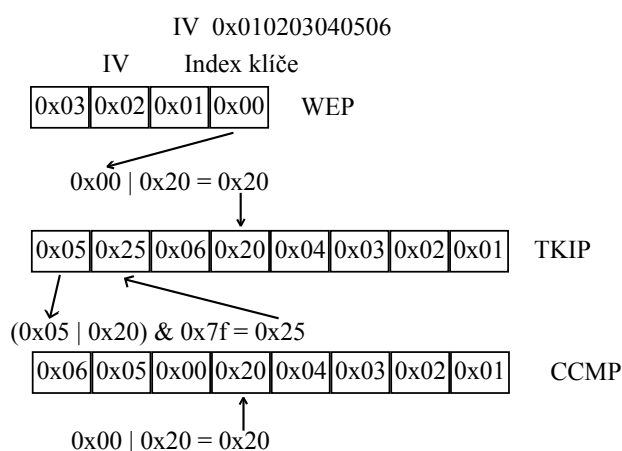 IV 0x010203040506
IV Index klíče
0x03 0x02 0x01 0x00 WEP
0x00 | 0x20 = 0x20
0x05 0x25 0x06 0x20 0x04 0x03 0x02 0x01 TKIP
(0x05 | 0x20) & 0x7f = 0x25
0x06 0x05 0x00 0x20 0x04 0x03 0x02 0x01 CCMP
0x00 | 0x20 = 0x20